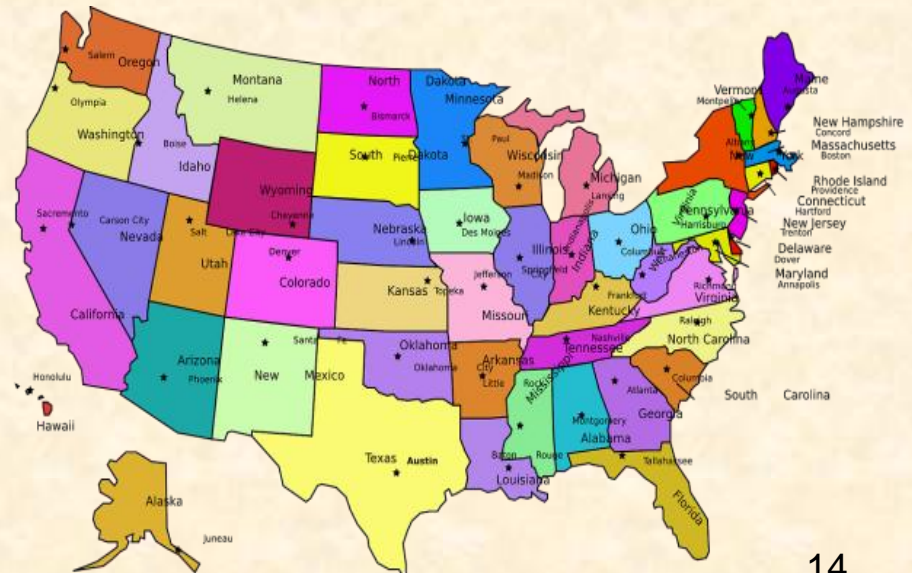 Salem
Oregon
Olympia
Washington
Boise
Idaho
Montana
Helena
North Dakota
Bismarck
South Dakota
Pierre
Minnesota
St Paul
Wisconsin
Madison
Michigan
Lansing
Wyoming
Cheyenne
Nebraska
Lincoln
Iowa
Des Moines
Sacremento
California
Carson City
Nevada
Salt Lake City
Utah
Denver
Colorado
Kansas
Topeka
Jefferson City
Missouri
Illinois
Springfield
Indianapolis
Indiana
Ohio
Columbus
Frankfort
Kentucky
Nashville
Tennessee
Arizona
Phoenix
Santa Fe
New Mexico
Oklahoma
Oklahoma City
Arkansas
Little Rock
Mississippi
Texas
Austin
Baton Rouge
Louisiana
Montgomery
Alabama
Atlanta
Georgia
Tallahassee
Florida
Columbia
South Carolina
Raleigh
North Carolina
Richmond
Virginia
West Virginia
Charleston
Pennsylvania
Harrisburg
New York
Albany
Vermont
Montpelier
Maine
Augusta
New Hampshire
Concord
Massachusetts
Boston
Rhode Island
Providence
Connecticut
Hartford
New Jersey
Trenton
Delaware
Dover
Maryland
Annapolis
Honolulu
Hawaii
Alaska
Juneau
14